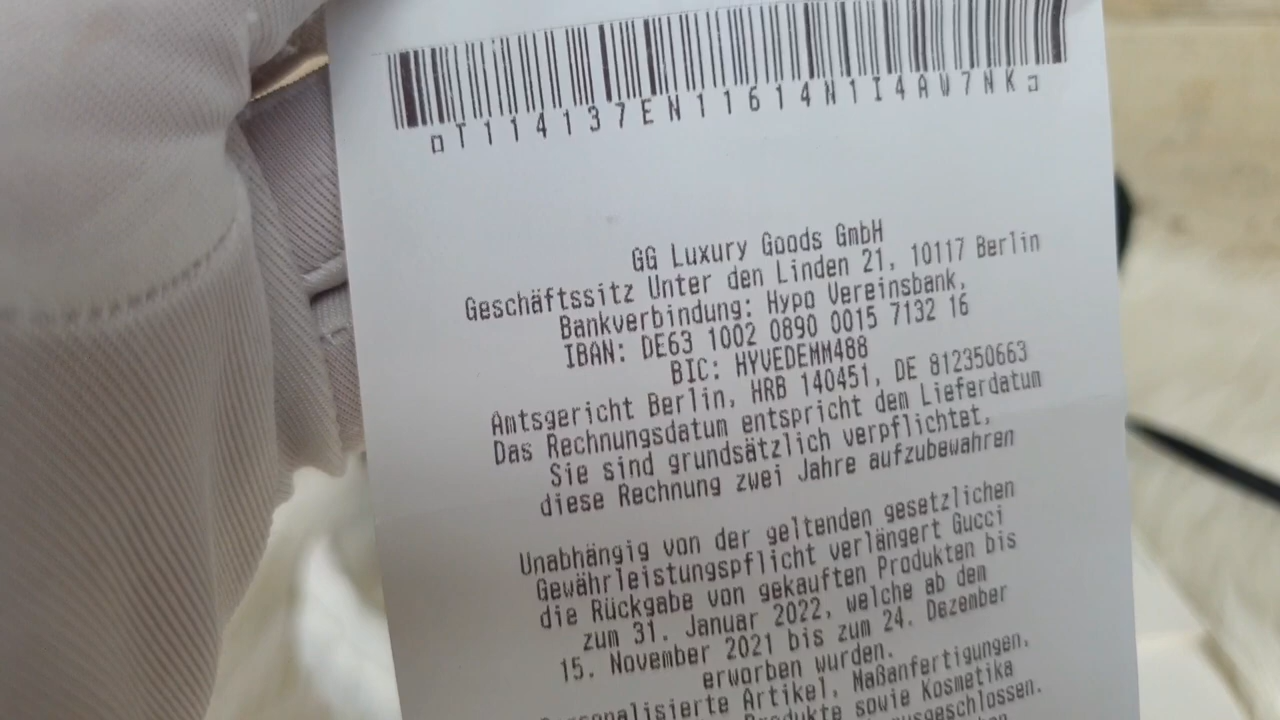 T114137EN11614N1I4AW7NK
GG Luxury Goods GmbH
Geschäftssitz Unter den Linden 21, 10117 Berlin
Bankverbindung: Hypo Vereinsbank,
IBAN: DE63 1002 0890 0015 7132 16
BIC: HYVEDEMM488
Amtsgericht Berlin, HRB 140451, DE 812350663
Das Rechnungsdatum entspricht dem Lieferdatum
Sie sind grundsätzlich verpflichtet,
diese Rechnung zwei Jahre aufzubewahren
Unabhängig von der geltenden gesetzlichen
Gewährleistungspflicht verlängert Gucci
die Rückgabe von gekauften Produkten bis
zum 31. Januar 2022, welche ab dem
15. November 2021 bis zum 24. Dezember
erworben wurden.
Artikel, Maßanfertigungen,
Produkte sowie Kosmetika